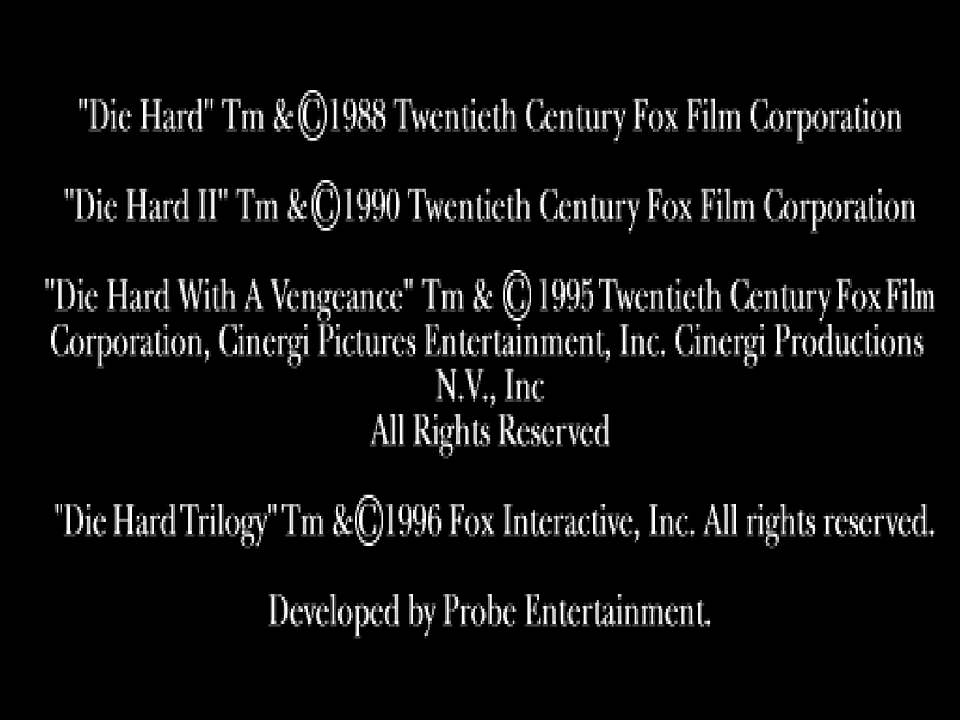 "Die Hard" Tm &©1988 Twentieth Century Fox Film Corporation
"Die Hard II" Tm &©1990 Twentieth Century Fox Film Corporation
"Die Hard With A Vengeance" Tm & © 1995 Twentieth Century Fox Film
Corporation, Cinergi Pictures Entertainment, Inc. Cinergi Productions
N.V., Inc
All Rights Reserved
"Die Hard Trilogy" Tm &©1996 Fox Interactive, Inc. All rights reserved.
Developed by Probe Entertainment.